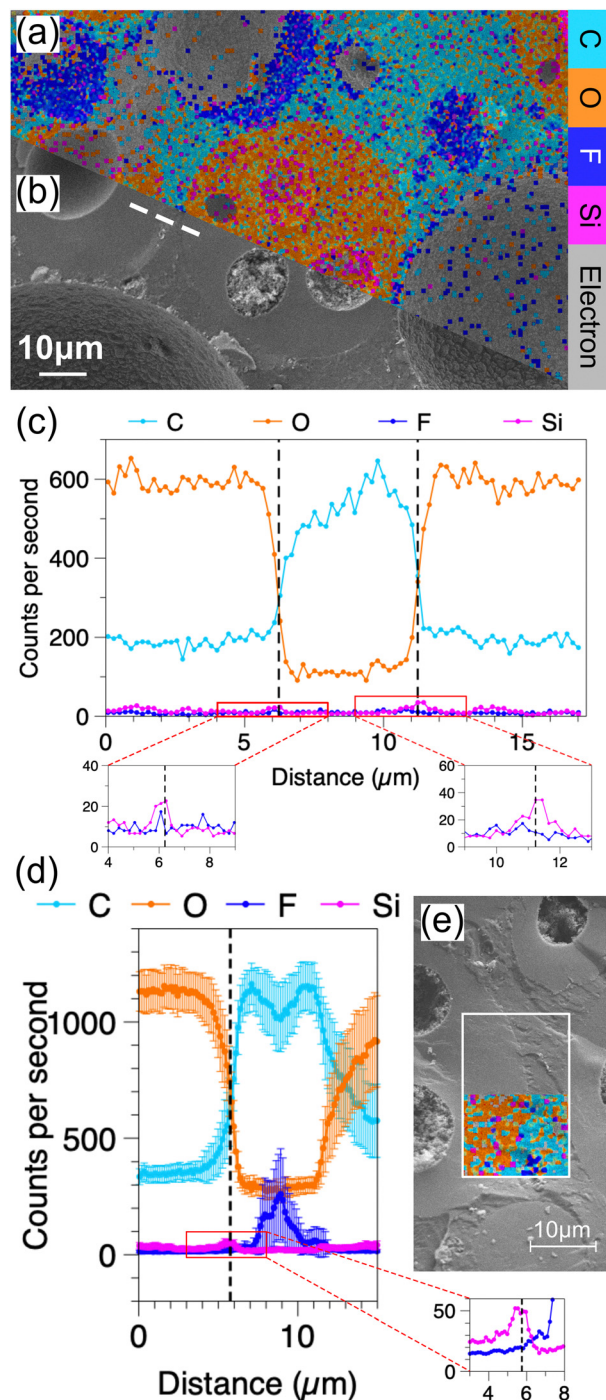 (a)
C
O
F
Si
Electron
(b)
10μm
(c)
C O F Si
Counts per second
600
400
200
0
0 5 10 15
Distance (μm)
40
20
0
4 6 8
60
40
20
0
10 12
(d)
C O F Si
Counts per second
1000
500
0
0 10
Distance (μm)
(e)
10μm
50
0
4 6 8